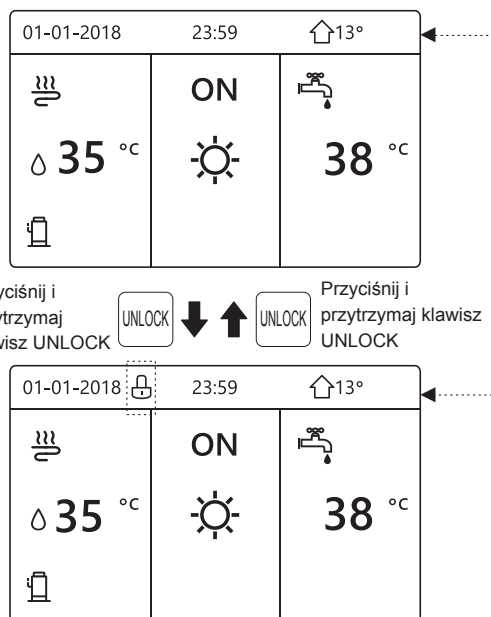 01-01-2018 23:59 13°
ON
35 °C 38 °C
Przyciśnij i
przytrzymaj klawisz
UNLOCK
UNLOCK UNLOCK
01-01-2018 23:59 13°
ON
35 °C 38 °C